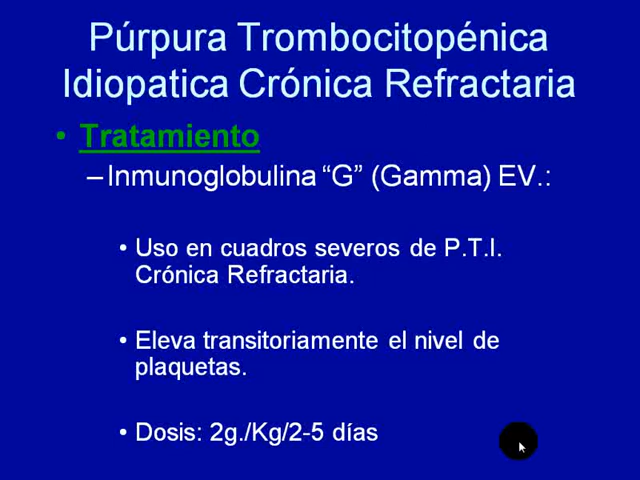 Púrpura Trombocitopénica
Idiopatica Crónica Refractaria
• Tratamiento
–Inmunoglobulina “G” (Gamma) EV.:
• Uso en cuadros severos de P.T.I.
Crónica Refractaria.
• Eleva transitoriamente el nivel de
plaquetas.
• Dosis: 2g./Kg/2-5 días